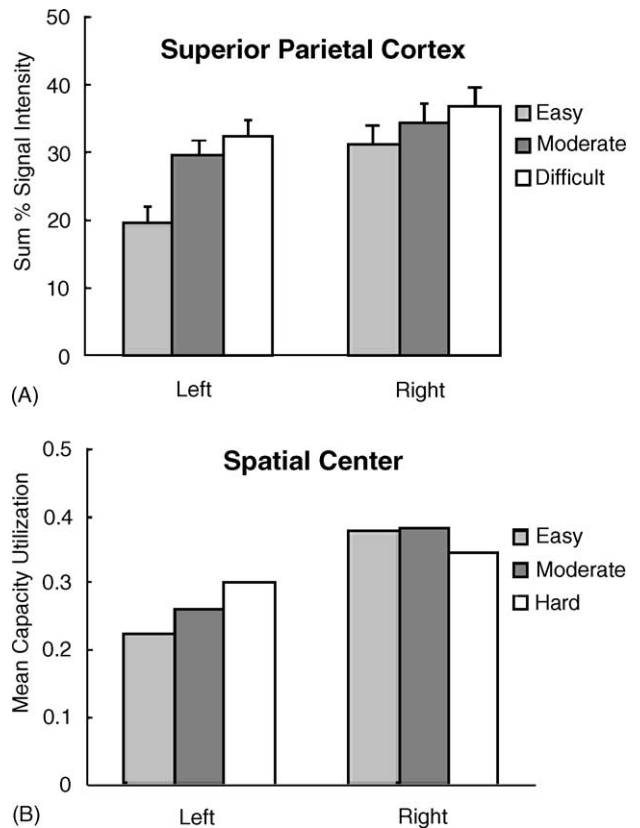 Superior Parietal Cortex
Sum % Signal Intensity
50
40
30
20
10
0
Easy
Moderate
Difficult
Left Right
(A)
Spatial Center
Mean Capacity Utilization
0.5
0.4
0.3
0.2
0.1
0
Easy
Moderate
Hard
Left Right
(B)